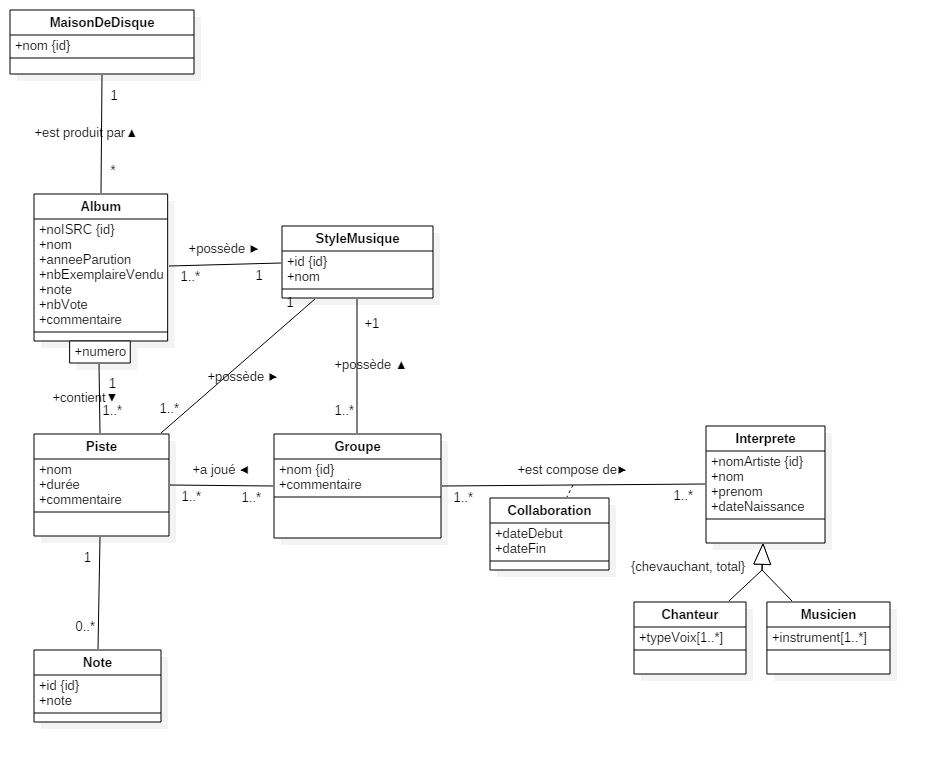 MaisonDeDisque
+nom {id}
1
+est produit par▲
*
Album
+noISRC {id}
+nom
+anneeParution
+nbExemplaireVendu
+note
+nbVote
+commentaire
+numero
+possède ►
1..*
1
StyleMusique
+id {id}
+nom
1
+1
+possède ▲
+possède ►
1..*
1..*
1
+contient▼
1..*
Piste
+nom
+durée
+commentaire
+a joué ◄
1..*
1..*
Groupe
+nom {id}
+commentaire
+est compose de►
1..*
1..*
Collaboration
+dateDebut
+dateFin
Interprete
+nomArtiste {id}
+nom
+prenom
+dateNaissance
{chevauchant, total}
Chanteur
+typeVoix[1..*]
Musicien
+instrument[1..*]
1
0..*
Note
+id {id}
+note